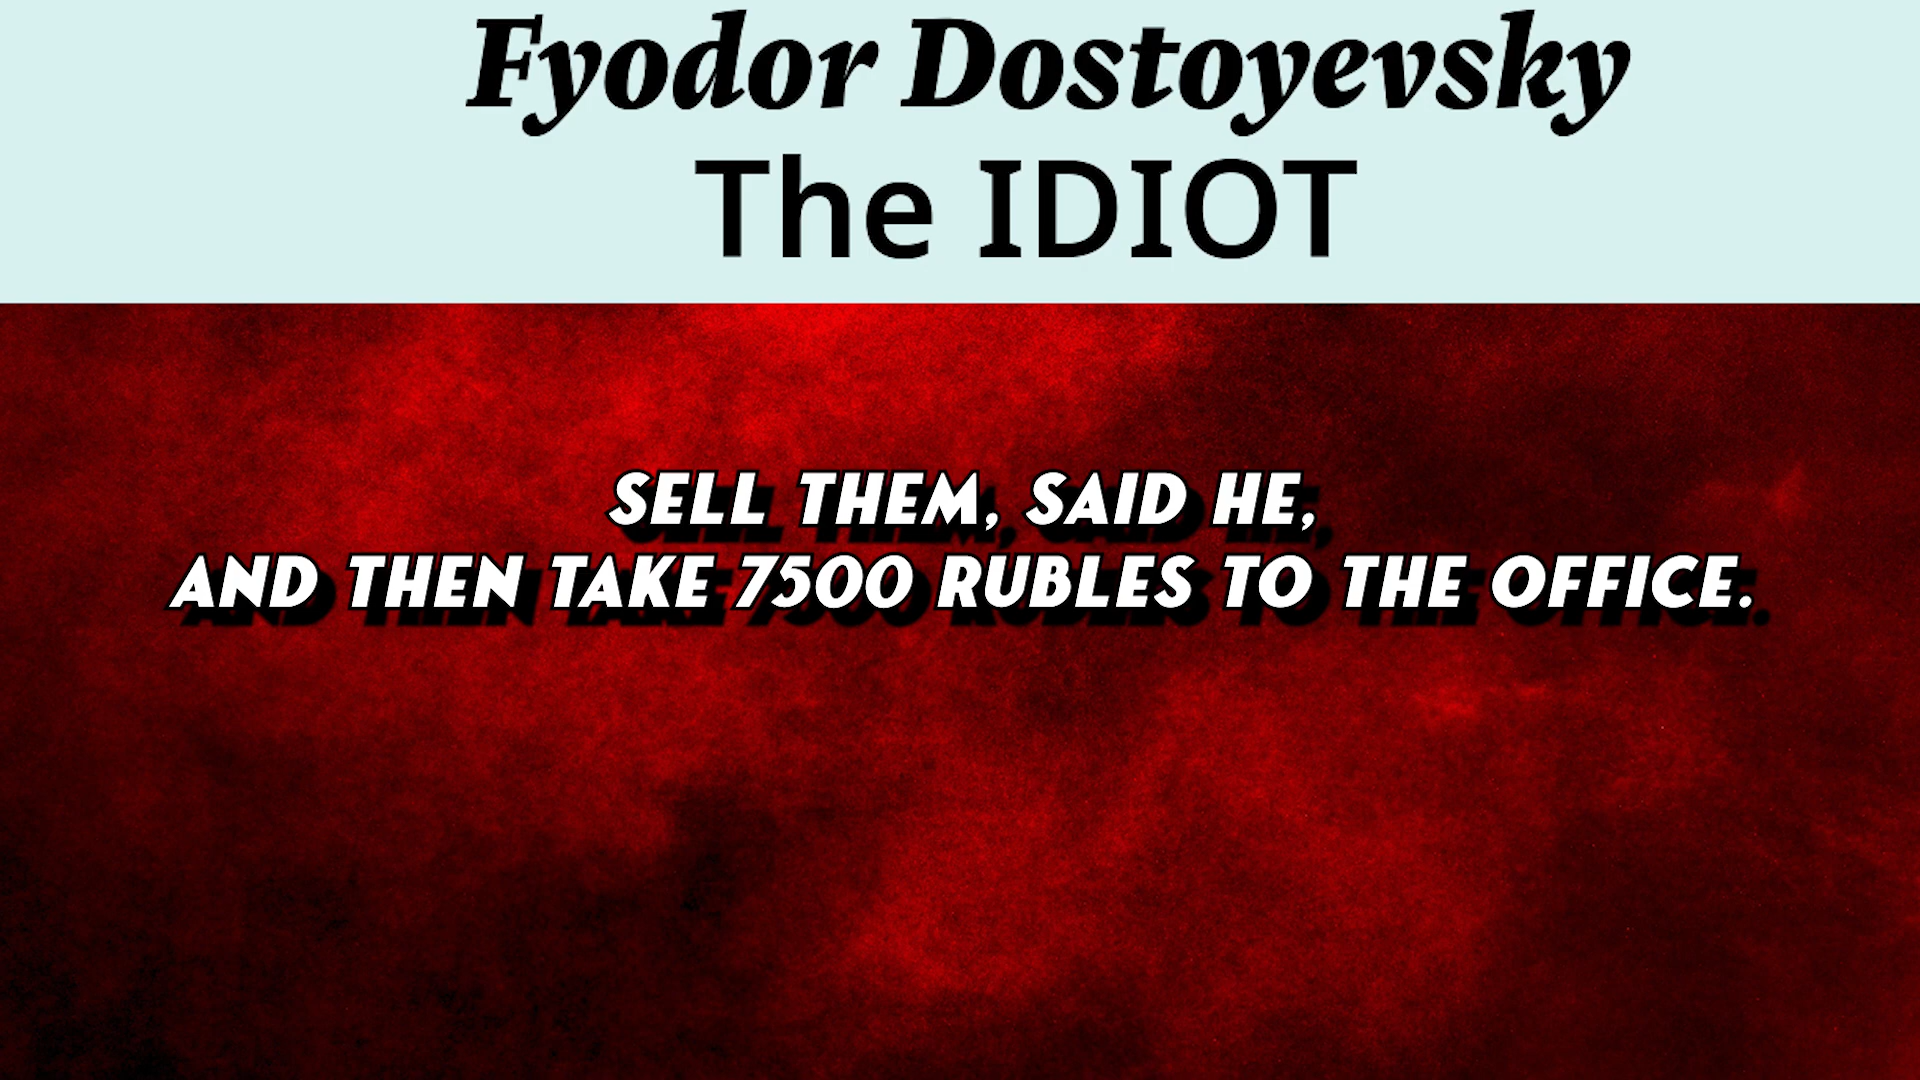 Fyodor Dostoyevsky
The IDIOT
SELL THEM, SAID HE,
AND THEN TAKE 7500 RUBLES TO THE OFFICE.